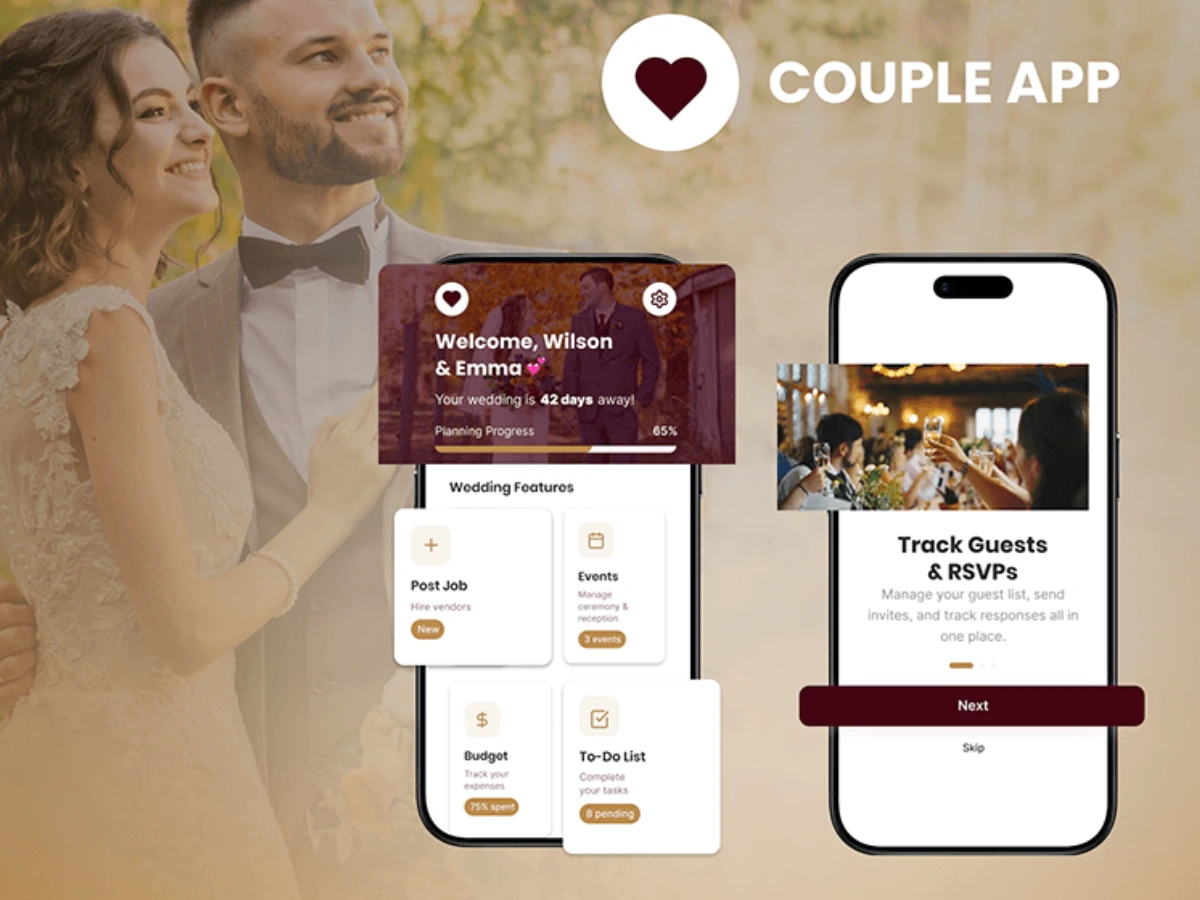 COUPLE APP
Welcome, Wilson
& Emma 💕
Your wedding is 42 days away!
Planning Progress 65%
Wedding Features
Post Job
Hire vendors
New
Events
Manage
ceremony &
reception
3 events
Budget
Track your
expenses
75% spent
To-Do List
Complete
your tasks
8 pending
Track Guests
& RSVPs
Manage your guest list, send
invites, and track responses all in
one place.
Next
Skip